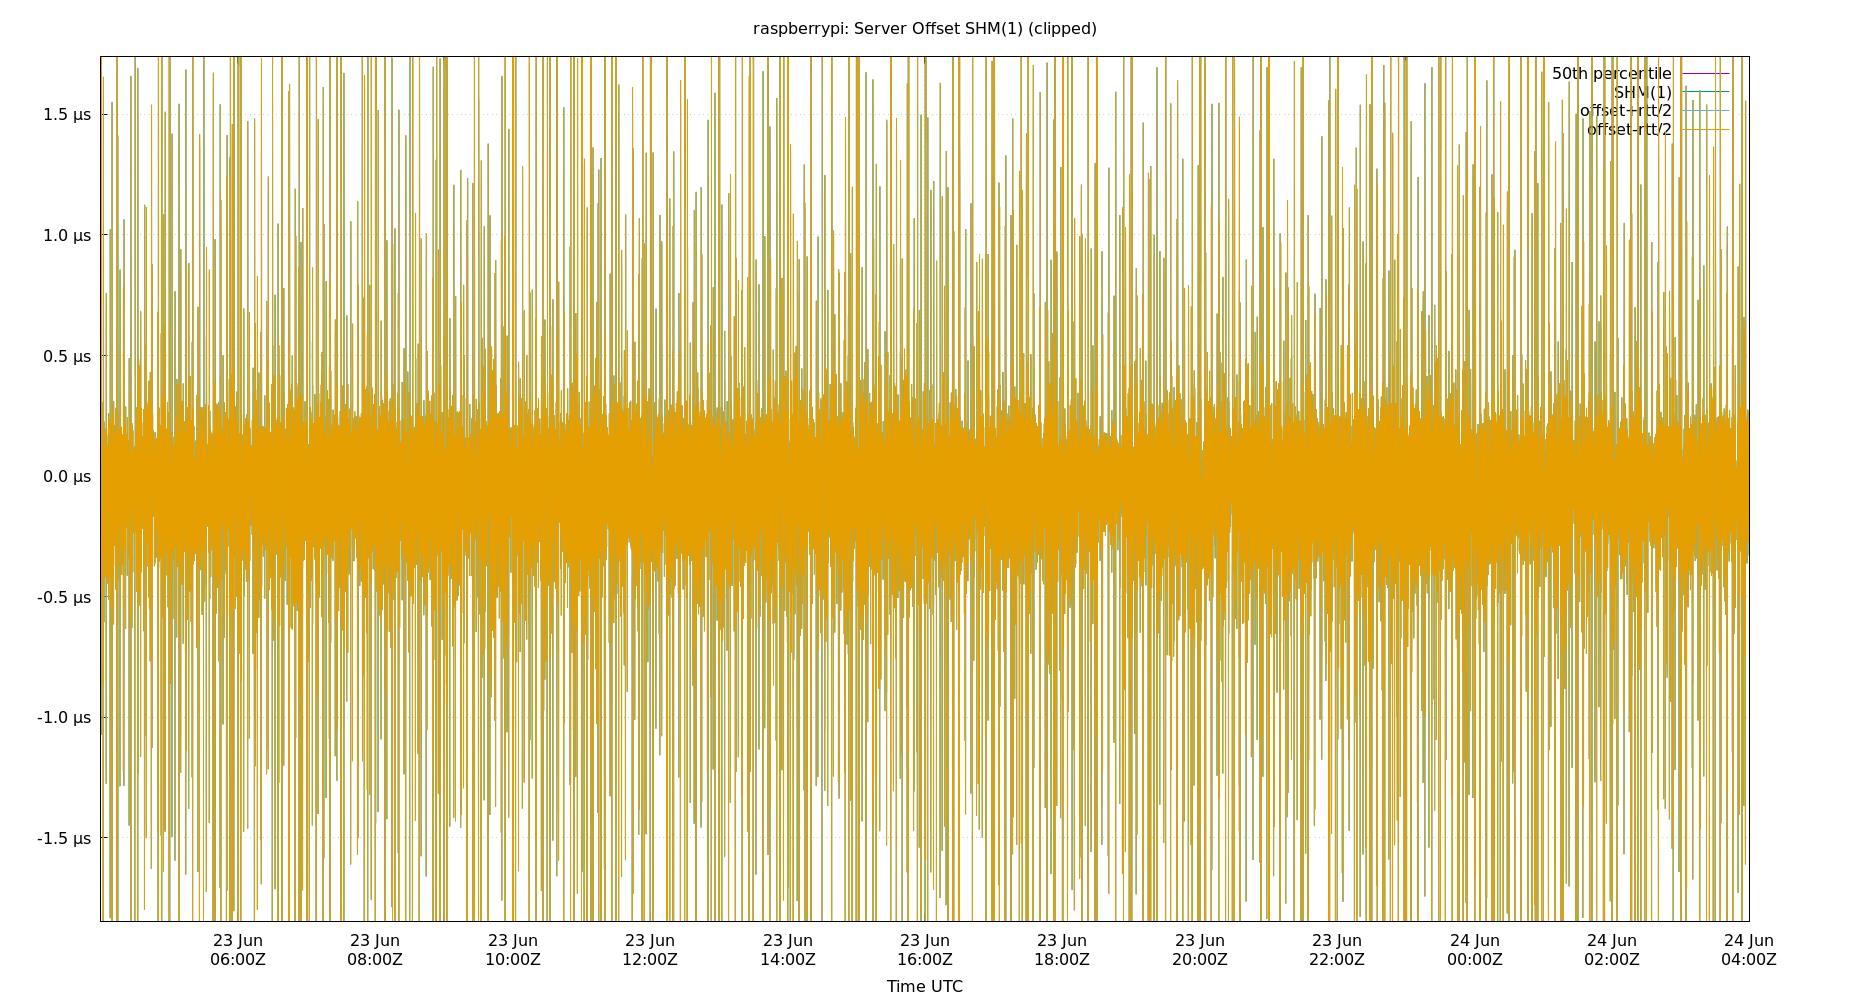 raspberrypi: Server Offset SHM(1) (clipped)
50th percentile
SHM(1)
offset+rtt/2
offset-rtt/2
1.5 µs
1.0 µs
0.5 µs
0.0 µs
-0.5 µs
-1.0 µs
-1.5 µs
23 Jun 23 Jun 23 Jun 23 Jun 23 Jun 23 Jun 23 Jun 23 Jun 23 Jun 24 Jun 24 Jun 24 Jun
06:00Z 08:00Z 10:00Z 12:00Z 14:00Z 16:00Z 18:00Z 20:00Z 22:00Z 00:00Z 02:00Z 04:00Z
Time UTC